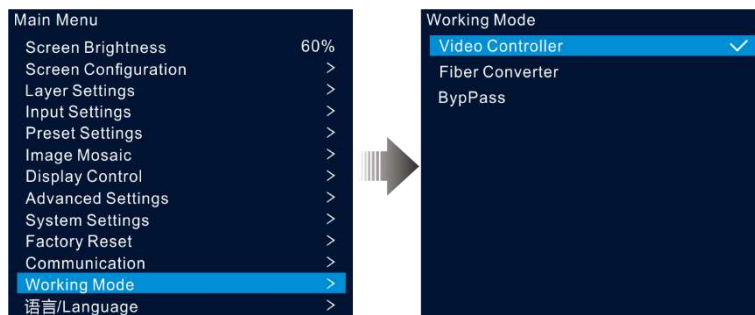 Main Menu
Screen Brightness 60%
Screen Configuration >
Layer Settings >
Input Settings >
Preset Settings >
Image Mosaic >
Display Control >
Advanced Settings >
System Settings >
Factory Reset >
Communication >
Working Mode >
语言/Language >
Working Mode
Video Controller ✓
Fiber Converter
BypPass